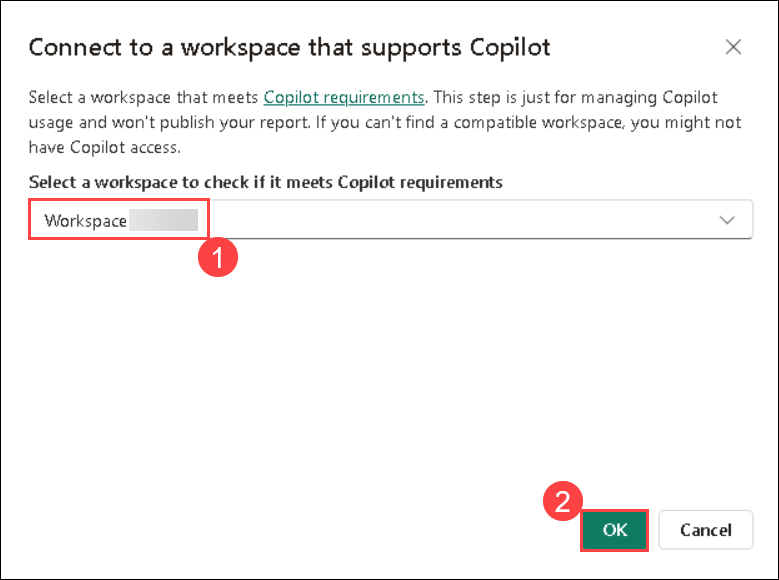 Connect to a workspace that supports Copilot
Select a workspace that meets Copilot requirements. This step is just for managing Copilot
usage and won't publish your report. If you can't find a compatible workspace, you might not
have Copilot access.
Select a workspace to check if it meets Copilot requirements
Workspace
1
2
OK
Cancel